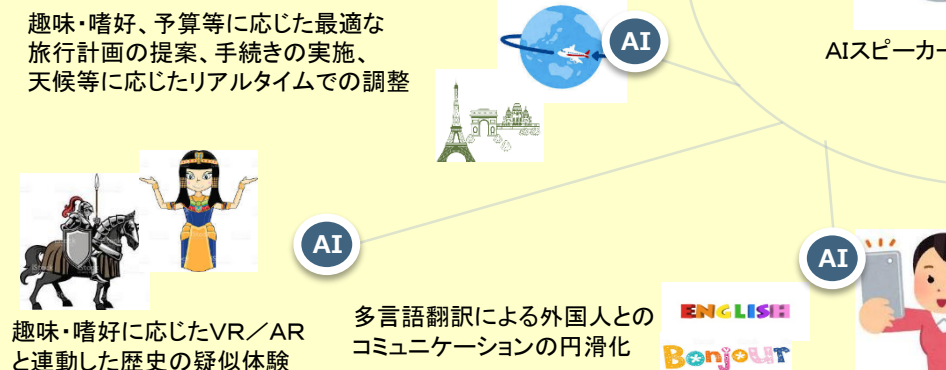 趣味・嗜好、予算等に応じた最適な
旅行計画の提案、手続きの実施、
天候等に応じたリアルタイムでの調整
AI
AIスピーカー
AI
AI
趣味・嗜好に応じたVR／AR
と連動した歴史の疑似体験
多言語翻訳による外国人との
コミュニケーションの円滑化
ENGLISH
Bonjour